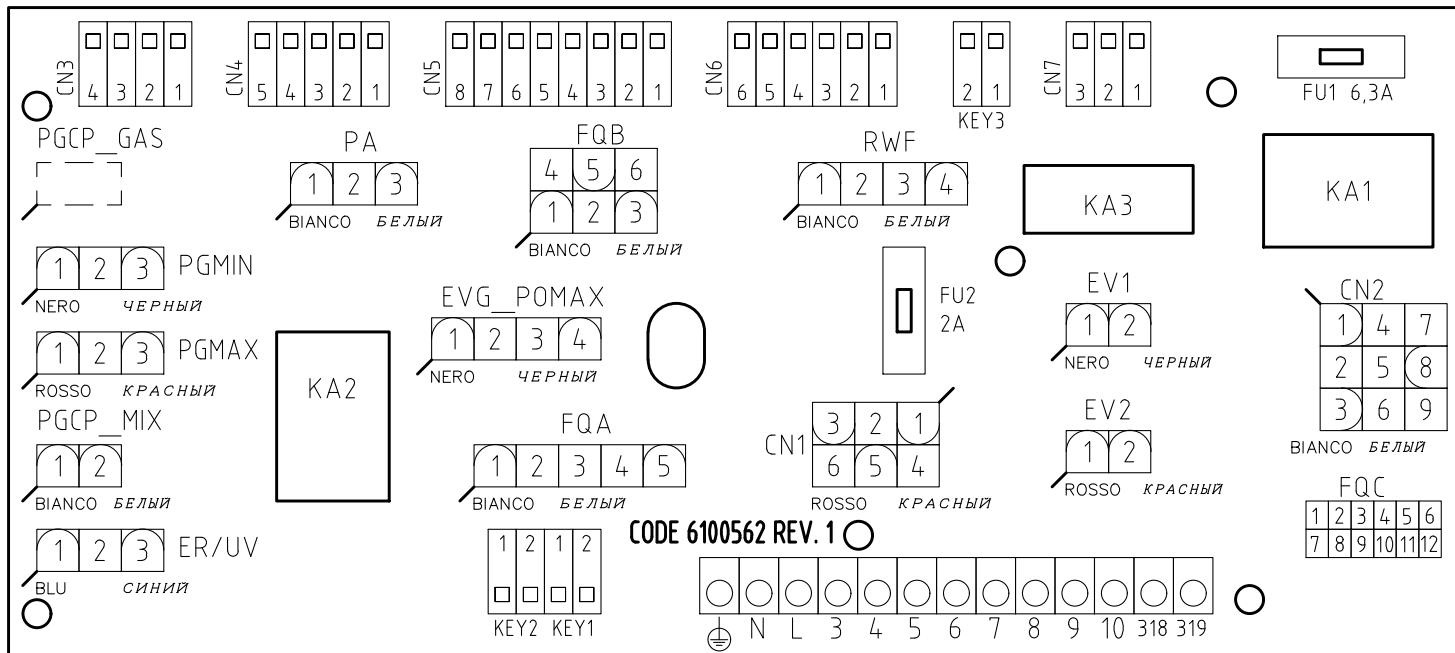 CN3 4 3 2 1
CN4 5 4 3 2 1
CN5 8 7 6 5 4 3 2 1
CN6 6 5 4 3 2 1
2 1
KEY3
CN7 3 2 1
FU1 6,3A
PGCP_GAS
PA
1 2 3
BIANCO БЕЛЫЙ
FQB
4 5 6
1 2 3
BIANCO БЕЛЫЙ
RWF
1 2 3 4
BIANCO БЕЛЫЙ
KA3
KA1
1 2 3 PGMIN
NERO ЧЕРНЫЙ
EVG_POMAX
1 2 3 4
NERO ЧЕРНЫЙ
FU2
2A
EV1
1 2
NERO ЧЕРНЫЙ
CN2
1 4 7
2 5 8
3 6 9
BIANCO БЕЛЫЙ
1 2 3 PGMAX
ROSSO КРАСНЫЙ
KA2
PGCP_MIX
1 2
BIANCO БЕЛЫЙ
FQA
1 2 3 4 5
BIANCO БЕЛЫЙ
CN1
3 2 1
6 5 4
ROSSO КРАСНЫЙ
EV2
1 2
ROSSO КРАСНЫЙ
FQC
1 2 3 4 5 6
7 8 9 10 11 12
1 2 3 ER/UV
BLU СИНИЙ
1 2 1 2
KEY2 KEY1
CODE 6100562 REV. 1
N L 3 4 5 6 7 8 9 10 318 319